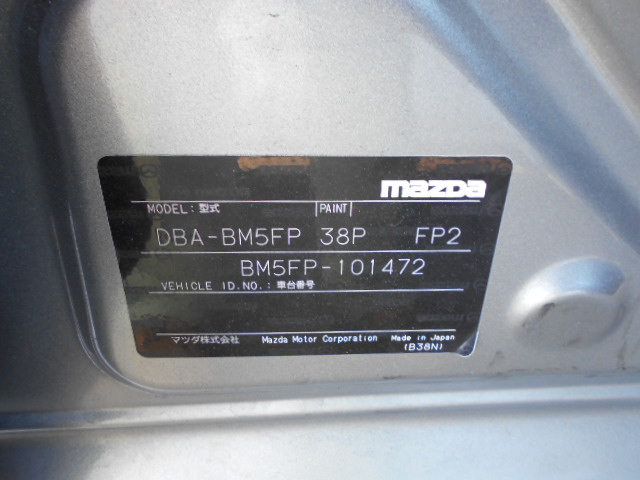 mazda
MODEL: 型式 PAINT
DBA-BM5FP 38P FP2
BM5FP-101472
VEHICLE ID.NO.: 車台番号
マツダ株式会社 Mazda Motor Corporation Made in Japan
(B38N)